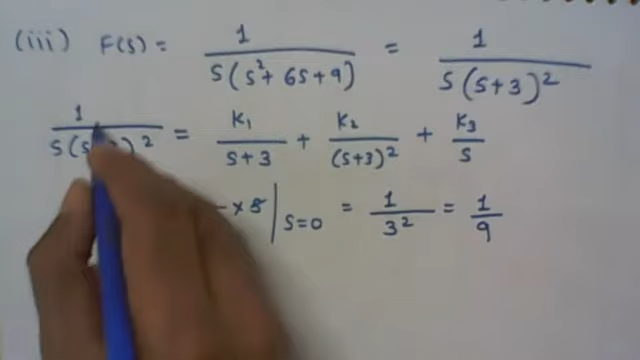 (iii) F(s) = 1/(s(s²+6s+9)) = 1/(s(s+3)²)
1/(s(s )²) = K₁/(s+3) + K₂/(s+3)² + K₃/s
×s|s=0 = 1/3² = 1/9